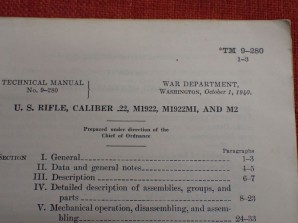 *TM 9-280
1-3
TECHNICAL MANUAL
No. 9-280
WAR DEPARTMENT,
WASHINGTON, October 1, 1940.
U. S. RIFLE, CALIBER .22, M1922, M1922MI, AND M2
Prepared under direction of the
Chief of Ordnance
Paragraphs
SECTION I. General 1-3
II. Data and general notes 4-5
III. Description 6-7
IV. Detailed description of assemblies, groups, and
parts 8-23
V. Mechanical operation, disassembling, and assem-
bling 24-33